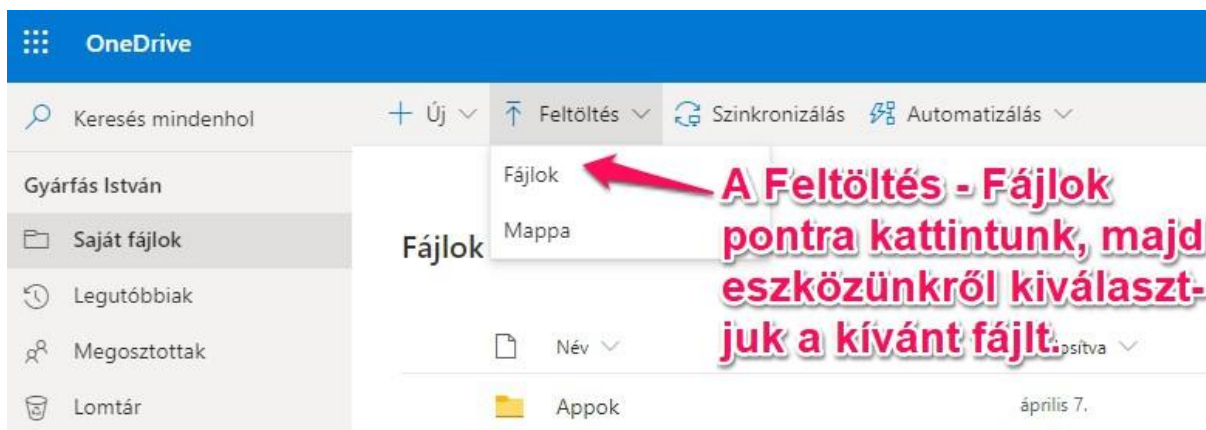 OneDrive
Keresés mindenhol
Új
Feltöltés
Szinkronizálás
Automatizálás
Gyárfás István
Fájlok
Mappa
A Feltöltés - Fájlok
pontra kattintunk, majd
eszközünkről kiválaszt-
juk a kívánt fájlt.
Saját fájlok
Fájlok
Legutóbbiak
Megosztottak
Név
Lomtár
Appok
április 7.